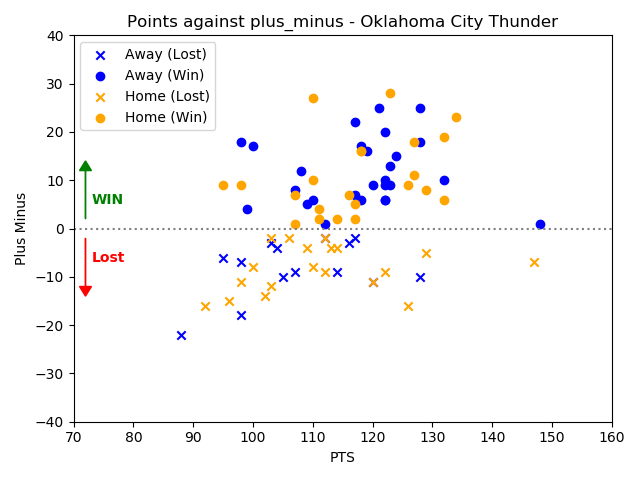 Points against plus_minus - Oklahoma City Thunder
40
30
20
10
0
−10
−20
−30
−40
Plus Minus
Away (Lost)
Away (Win)
Home (Lost)
Home (Win)
WIN
Lost
70 80 90 100 110 120 130 140 150 160
PTS